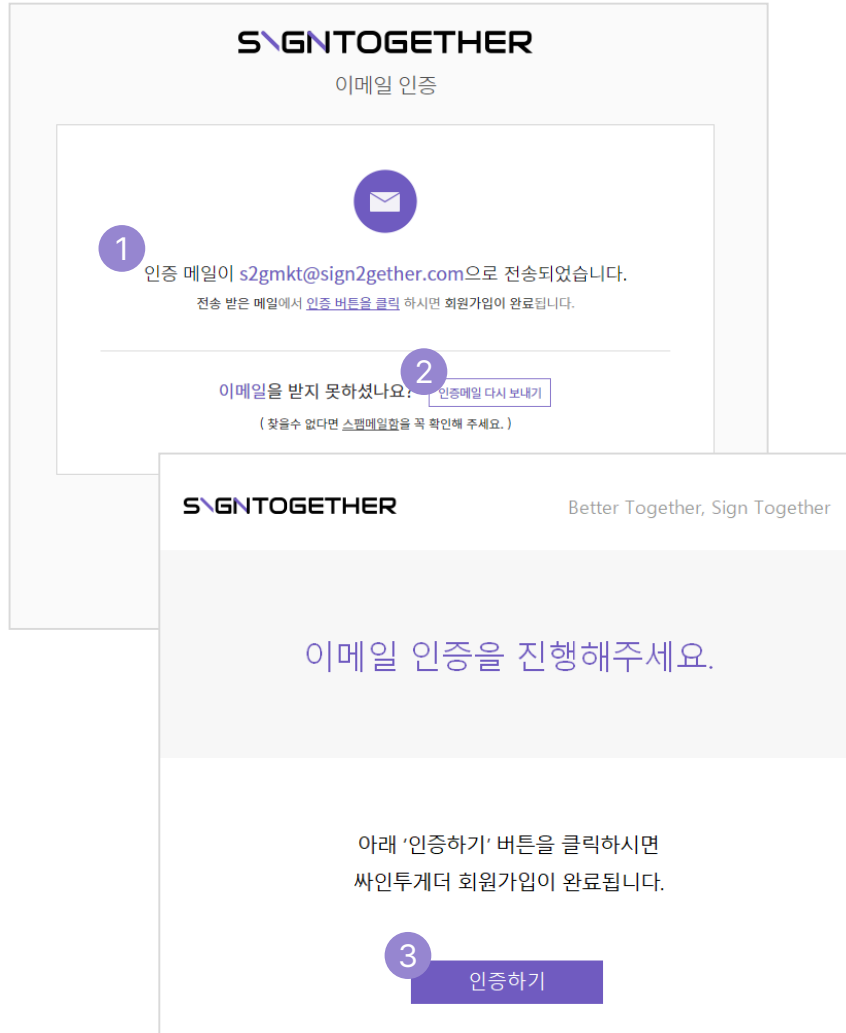 SIGNTOGETHER
이메일 인증
1
인증 메일이 s2gmkt@sign2gether.com으로 전송되었습니다.
전송 받은 메일에서 인증 버튼을 클릭 하시면 회원가입이 완료됩니다.
2
이메일을 받지 못하셨나요? 인증메일 다시 보내기
( 찾을수 없다면 스팸메일함을 꼭 확인해 주세요. )
SIGNTOGETHER Better Together, Sign Together
이메일 인증을 진행해주세요.
아래 '인증하기' 버튼을 클릭하시면
싸인투게더 회원가입이 완료됩니다.
3
인증하기